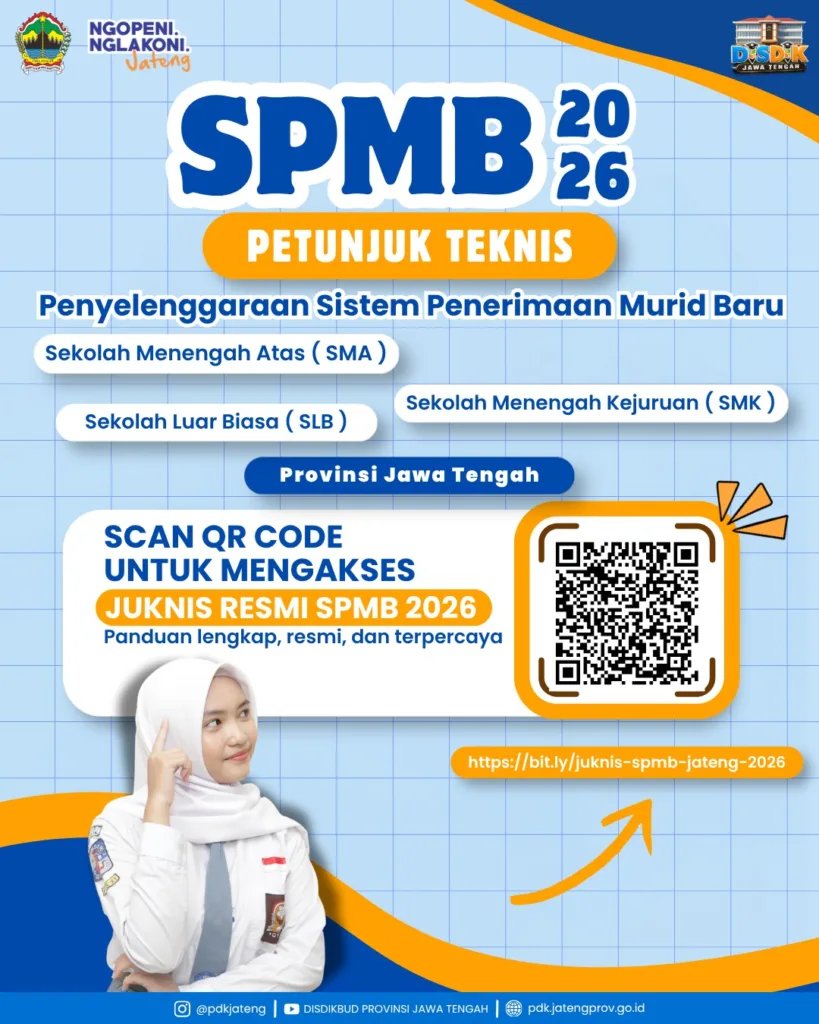 NGOPENI.
NGLAKONI.
Jateng
DISDIK
JAWA TENGAH
SPMB 2026
PETUNJUK TEKNIS
Penyelenggaraan Sistem Penerimaan Murid Baru
Sekolah Menengah Atas ( SMA )
Sekolah Menengah Kejuruan ( SMK )
Sekolah Luar Biasa ( SLB )
Provinsi Jawa Tengah
SCAN QR CODE
UNTUK MENGAKSES
JUKNIS RESMI SPMB 2026
Panduan lengkap, resmi, dan terpercaya
https://bit.ly/juknis-spmb-jateng-2026
@pdkjateng | DISDIKBUD PROVINSI JAWA TENGAH | pdk.jatengprov.go.id